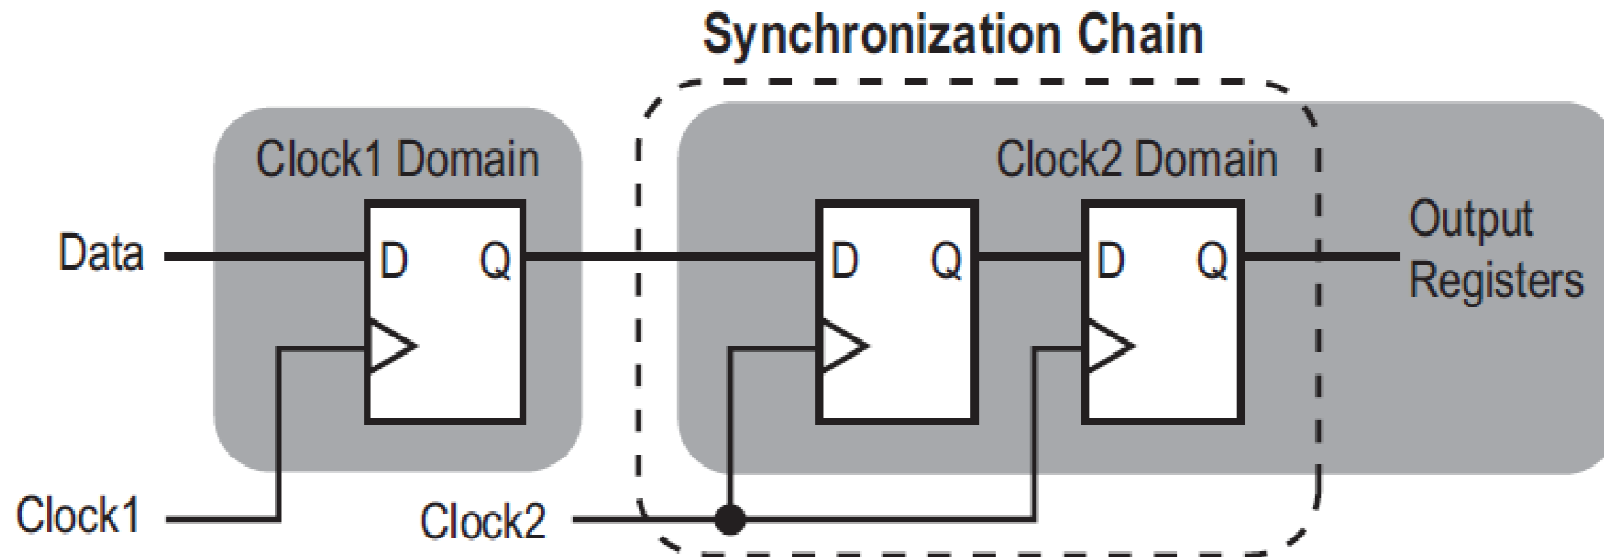 Synchronization Chain
Clock1 Domain
Clock2 Domain
Data
D Q
D Q
D Q
Output
Registers
Clock1
Clock2